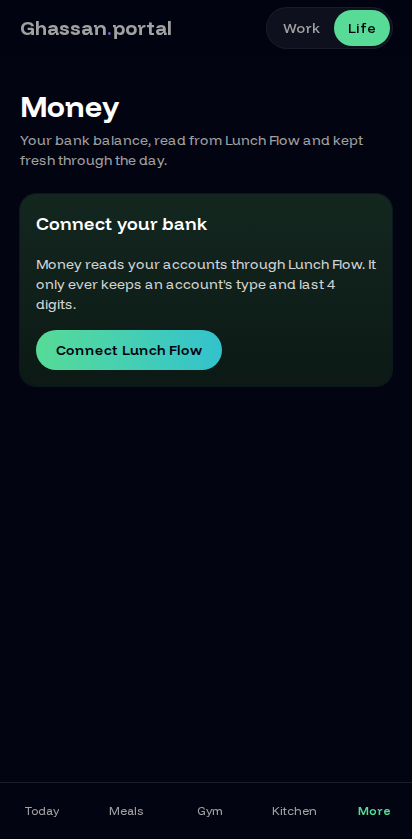 Ghassan.portal
Work
Life
Money
Your bank balance, read from Lunch Flow and kept
fresh through the day.
Connect your bank
Money reads your accounts through Lunch Flow. It
only ever keeps an account's type and last 4
digits.
Connect Lunch Flow
Today
Meals
Gym
Kitchen
More